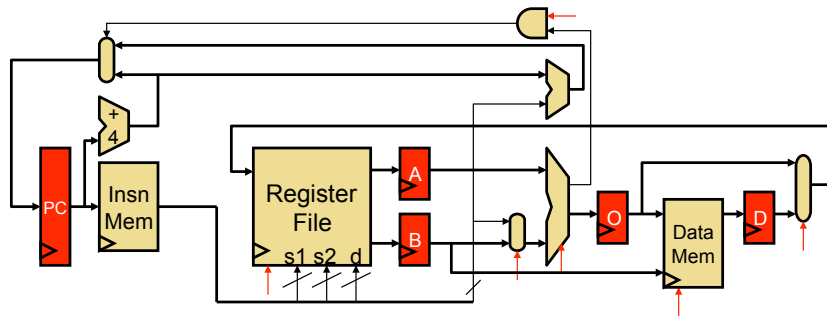 +
4
PC
Insn
Mem
Register
File
s1 s2 d
A
B
O
Data
Mem
D